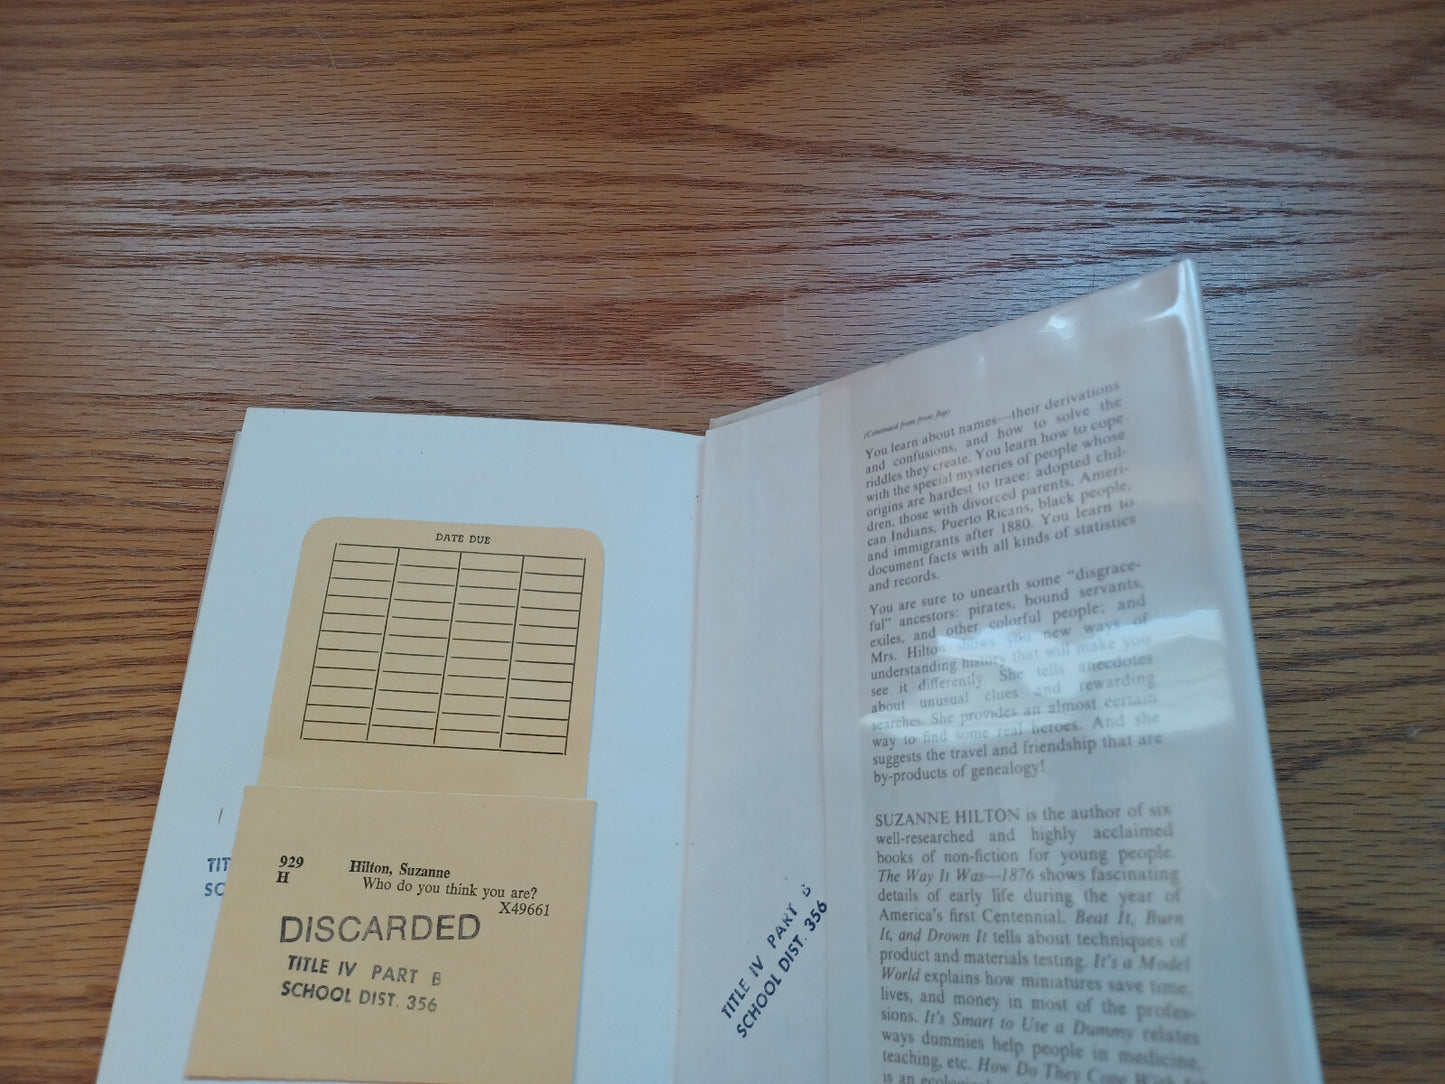 DATE DUE
929 Hilton, Suzanne
H Who do you think you are?
X49661
DISCARDED
TITLE IV PART B
SCHOOL DIST. 356
TIT
SC
TITLE IV PART B
SCHOOL DIST. 356
(Continued from front flap)
You learn about names—their derivations
and confusions, and how to solve the
riddles they create. You learn how to cope
with the special mysteries of people whose
origins are hardest to trace: adopted chil-
dren, those with divorced parents, Ameri-
can Indians, Puerto Ricans, black people,
and immigrants after 1880. You learn to
document facts with all kinds of statistics
and records.
You are sure to unearth some "disgrace-
ful" ancestors: pirates, bound servants,
exiles, and other colorful people; and
Mrs. Hilton shows you new ways of
understanding history that will make you
see it differently. She tells anecdotes
about unusual clues and rewarding
searches. She provides an almost certain
way to find some real heroes. And she
suggests the travel and friendship that are
by-products of genealogy!
SUZANNE HILTON is the author of six
well-researched and highly acclaimed
books of non-fiction for young people.
The Way It Was—1876 shows fascinating
details of early life during the year of
America's first Centennial. Beat It, Burn
It, and Drown It tells about techniques of
product and materials testing. It's a Model
World explains how miniatures save time,
lives, and money in most of the profes-
sions. It's Smart to Use a Dummy relates
ways dummies help people in medicine,
teaching, etc. How Do They Cope With
is an